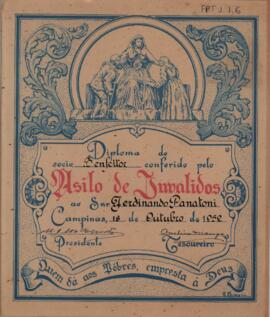 FPTJ.1.6
Diploma de
socio Benfeitor conferido pelo
Asilo de Invalidos
ao Snr Ferdinando Panatoni
Campinas, 16 de Outubro de 1950
Presidente Tesoureiro
Quem dá aos Pobres, empresta à Deus